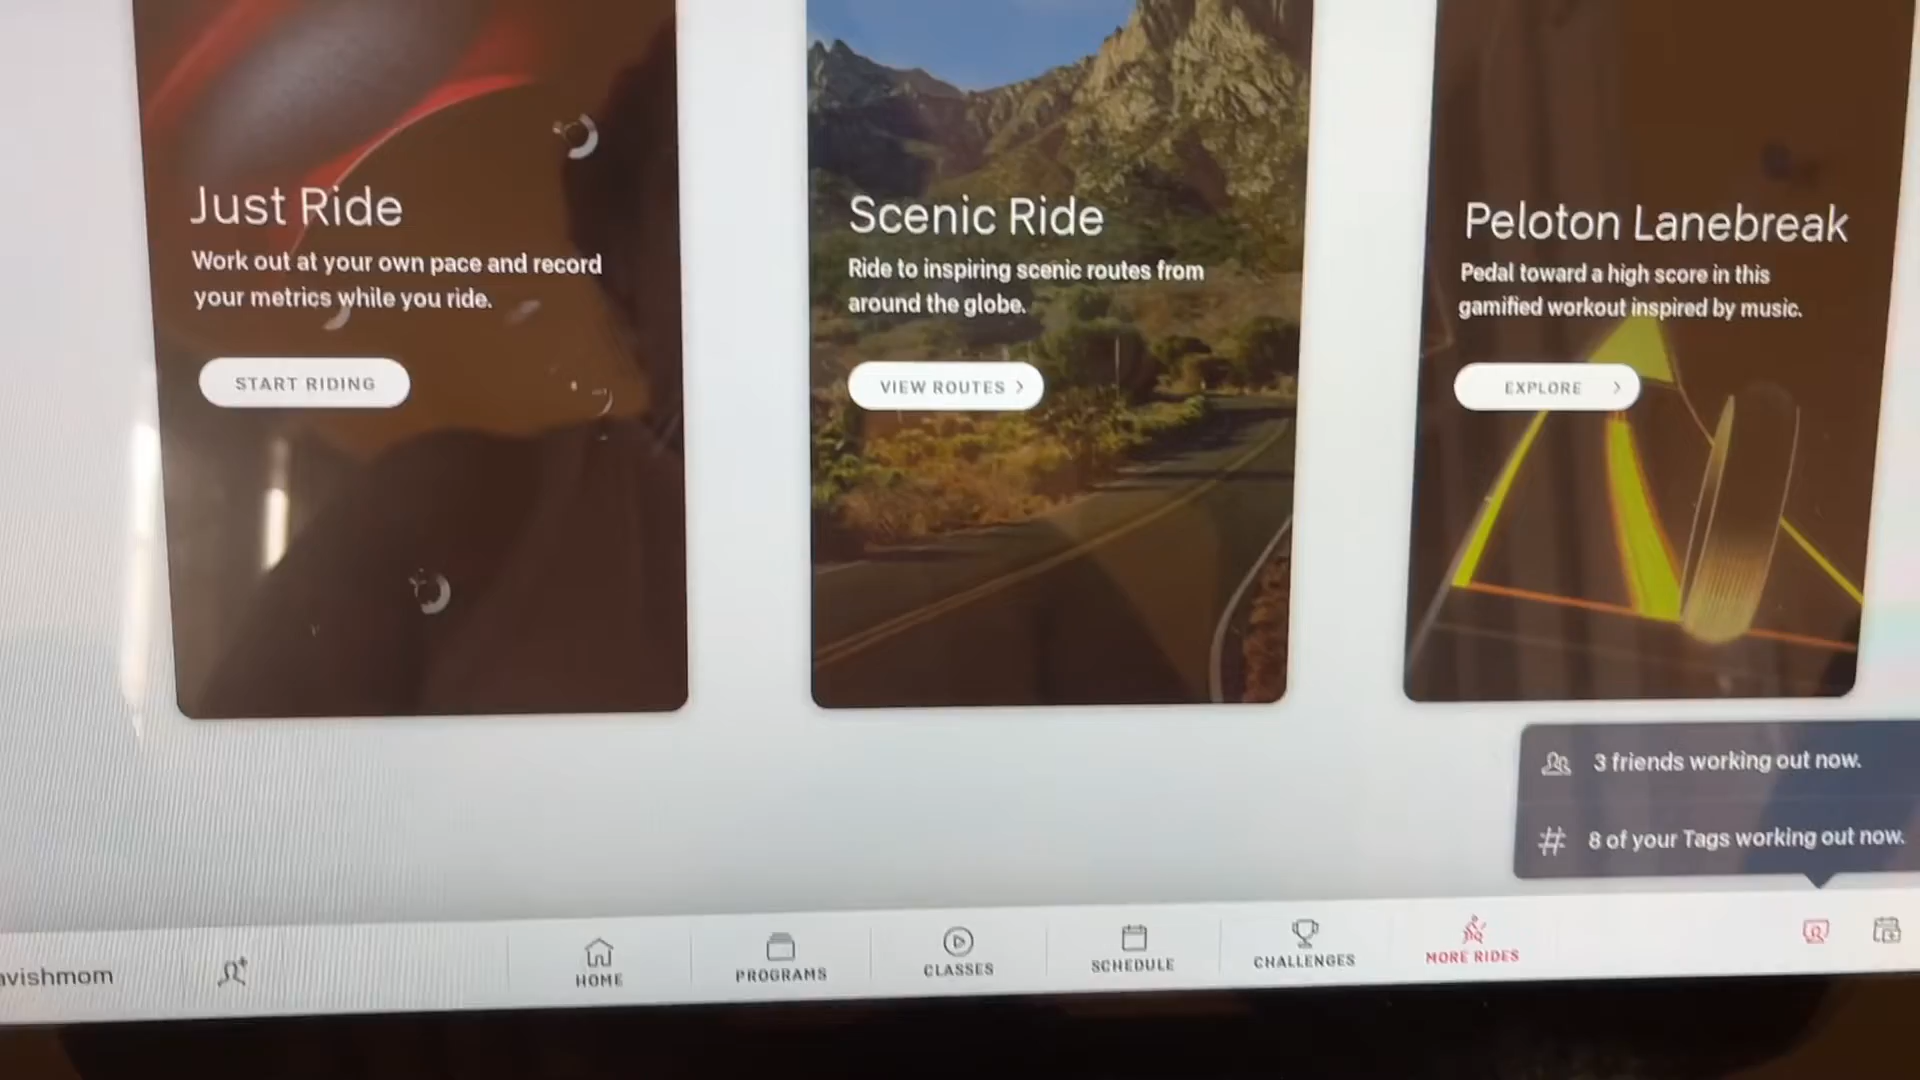 Just Ride
Work out at your own pace and record
your metrics while you ride.
START RIDING
Scenic Ride
Ride to inspiring scenic routes from
around the globe.
VIEW ROUTES >
Peloton Lanebreak
Pedal toward a high score in this
gamified workout inspired by music.
EXPLORE >
3 friends working out now.
# 8 of your Tags working out now.
avishmom
HOME
PROGRAMS
CLASSES
SCHEDULE
CHALLENGES
MORE RIDES